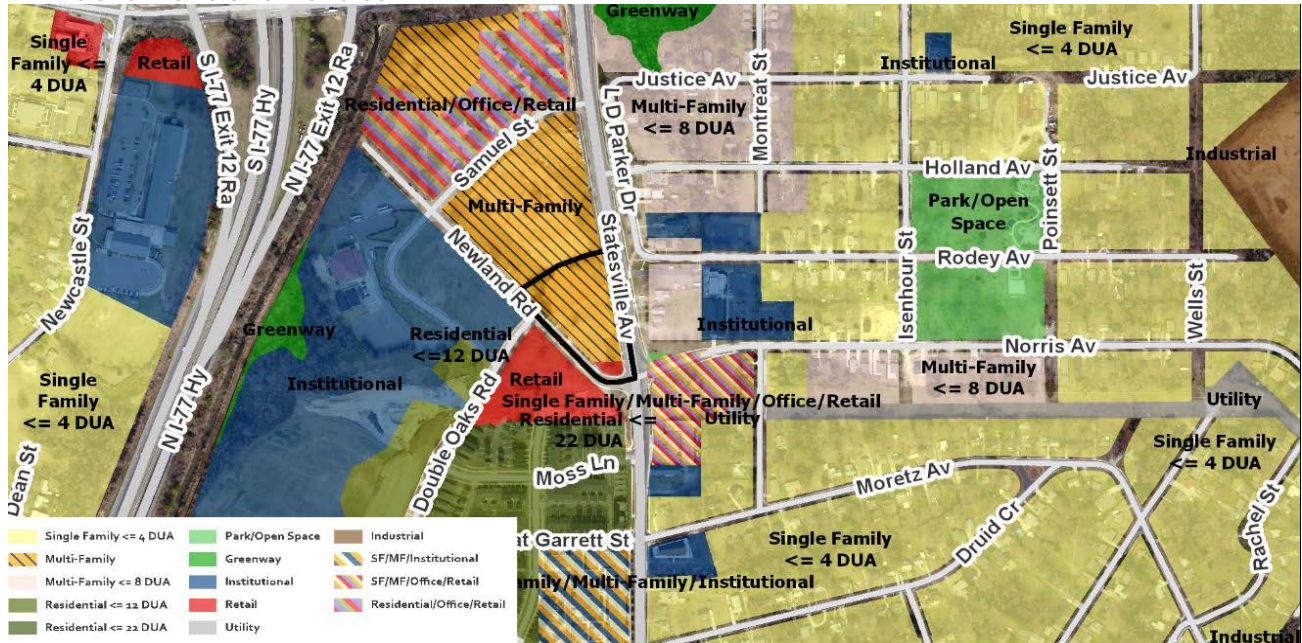 Single
Family <=
4 DUA
Retail
S I-77 Exit 12 Ra
S I-77 Hy
N I-77 Exit 12 Ra
Greenway
L D Parker Dr
Montreat St
Justice Av
Institutional
Single Family
<= 4 DUA
Justice Av
Residential/Office/Retail
Samuel St
Multi-Family
<= 8 DUA
Holland Av
Industrial
Multi-Family
Park/Open
Space
Poinsett St
Newcastle St
Newland Rd
Statesville Av
Isenhour St
Rodey Av
Wells St
Greenway
Residential
<=12 DUA
Institutional
Norris Av
Single
Family
<= 4 DUA
N I-77 Hy
Institutional
Retail
Multi-Family
<= 8 DUA
Single Family/Multi-Family/Office/Retail
Residential <=
22 DUA
Utility
Utility
Dean St
Double Oaks Rd
Moss Ln
Moretz Av
Single Family
<= 4 DUA
Druid Cr
Rachel St
at Garrett St
Single Family
<= 4 DUA
amily/Multi-Family/Institutional
Industrial
Single Family <= 4 DUA
Multi-Family
Multi-Family <= 8 DUA
Residential <= 12 DUA
Residential <= 22 DUA
Park/Open Space
Greenway
Institutional
Retail
Utility
Industrial
SF/MF/Institutional
SF/MF/Office/Retail
Residential/Office/Retail